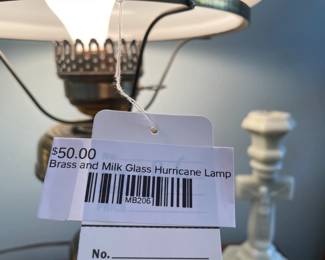 $50.00
Brass and Milk Glass Hurricane Lamp
MB206
No.